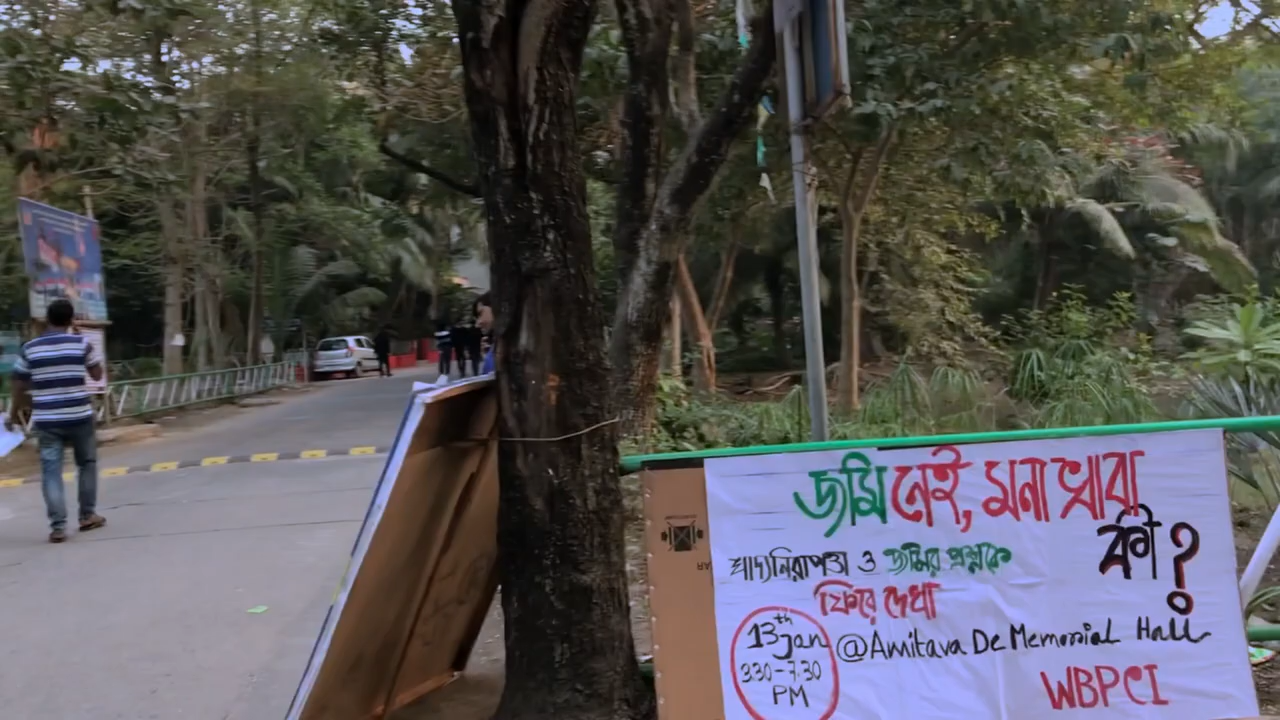 জমি নেই, মনা খাবা
কী?
খাদ্যনিরাপত্তা ও জমির প্রশ্নকে
ফিরে দেখা
13th Jan
3.30-7.30
PM
@Amitava De Memorial Hall
WBPCI